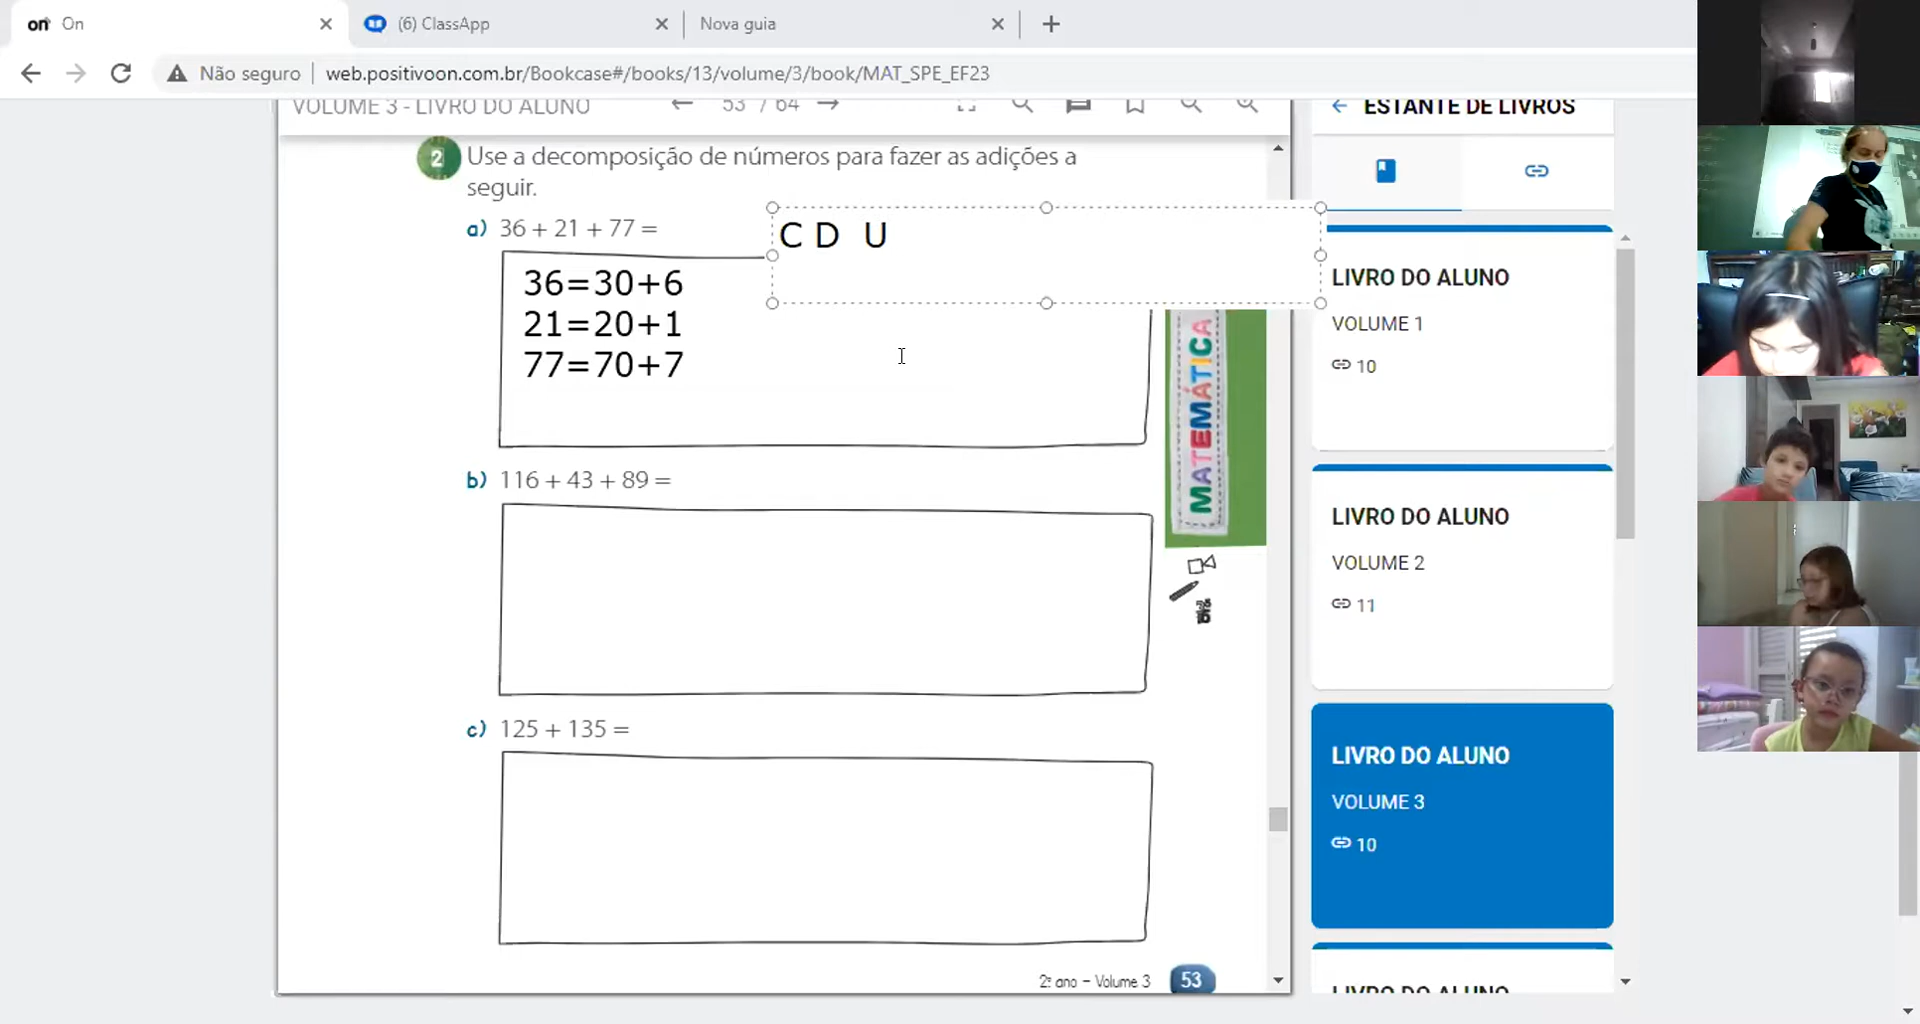 on On
(6) ClassApp
Nova guia
Não seguro
web.positivoon.com.br/Bookcase#/books/13/volume/3/book/MAT_SPE_EF23
VOLUME 3 - LIVRO DO ALUNO
53 / 64
ESTANTE DE LIVROS
2 Use a decomposição de números para fazer as adições a
seguir.
a) 36 + 21 + 77 =
C D U
36=30+6
21=20+1
77=70+7
MATEMÁTICA
b) 116 + 43 + 89 =
c) 125 + 135 =
2º ano – Volume 3
53
LIVRO DO ALUNO
VOLUME 1
10
LIVRO DO ALUNO
VOLUME 2
11
LIVRO DO ALUNO
VOLUME 3
10
LIVRO DO ALUNO